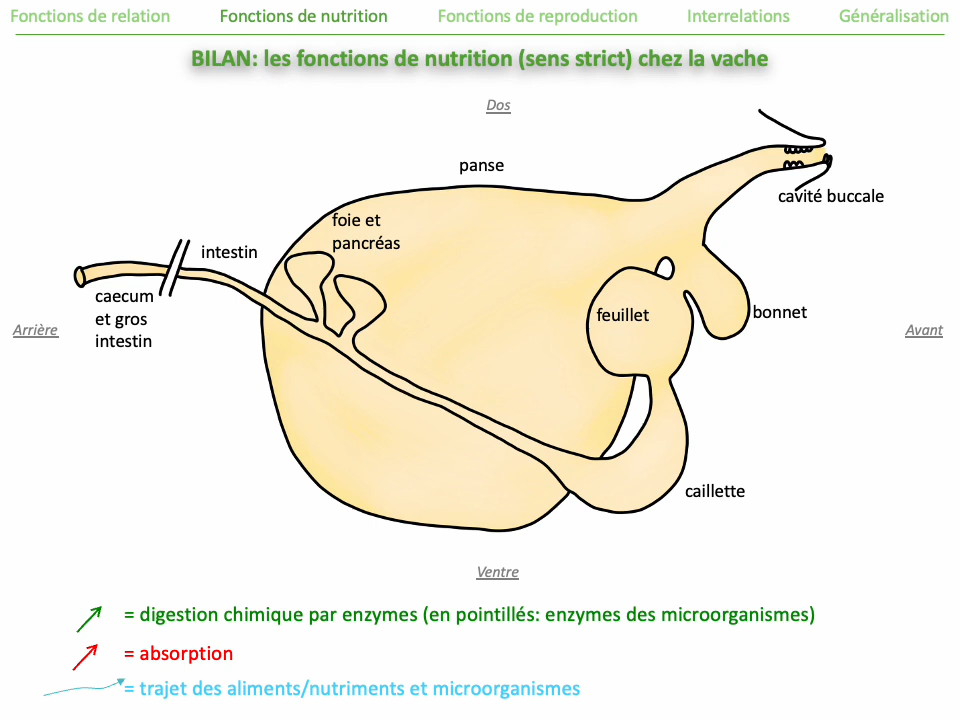 Fonctions de relation Fonctions de nutrition Fonctions de reproduction Interrelations Généralisation
BILAN: les fonctions de nutrition (sens strict) chez la vache
Dos
panse
cavité buccale
foie et
pancréas
intestin
caecum
et gros
intestin
feuillet
bonnet
Arrière
Avant
caillette
Ventre
= digestion chimique par enzymes (en pointillés: enzymes des microorganismes)
= absorption
= trajet des aliments/nutriments et microorganismes